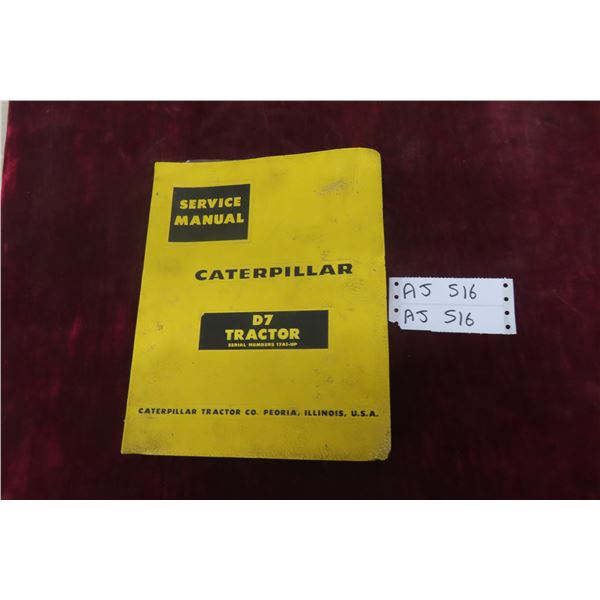 SERVICE
MANUAL
CATERPILLAR
D7
TRACTOR
SERIAL NUMBERS 17A1-UP
CATERPILLAR TRACTOR CO. PEORIA, ILLINOIS, U.S.A.
AJ 516
AJ 516